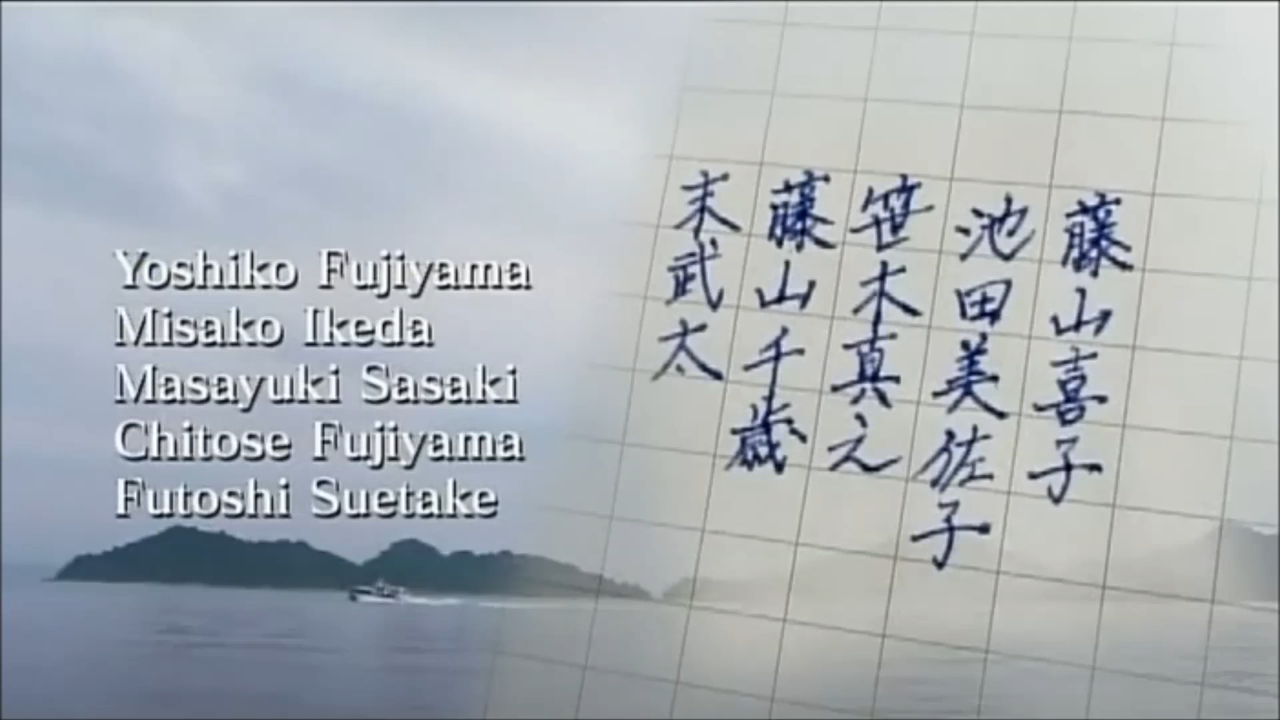 Yoshiko Fujiyama
Misako Ikeda
Masayuki Sasaki
Chitose Fujiyama
Futoshi Suetake
藤山喜子
池田美佐子
笹木真之
藤山千歳
末武太